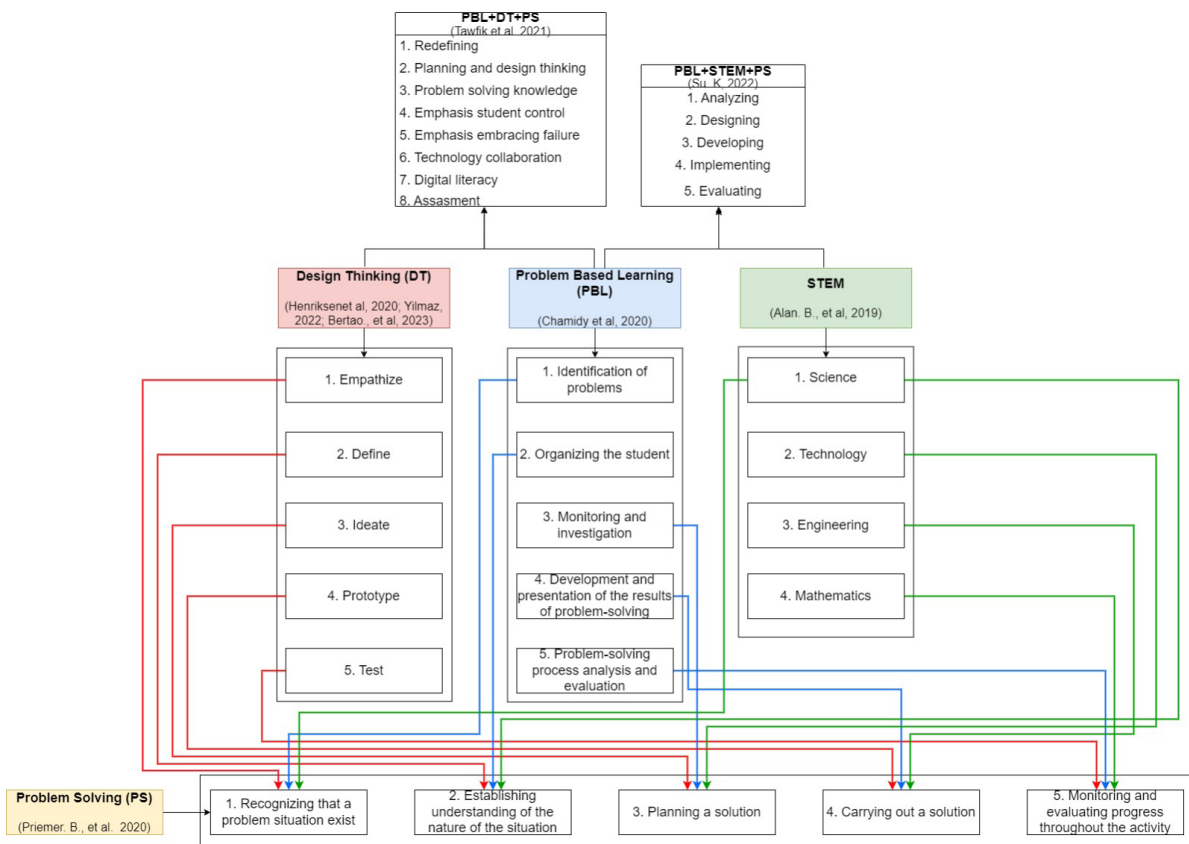 PBL+DT+PS
(Tawfik et al, 2021)
1. Redefining
2. Planning and design thinking
3. Problem solving knowledge
4. Emphasis student control
5. Emphasis embracing failure
6. Technology collaboration
7. Digital literacy
8. Assasment
PBL+STEM+PS
(Su. K, 2022)
1. Analyzing
2. Designing
3. Developing
4. Implementing
5. Evaluating
Design Thinking (DT)
(Henriksenet al, 2020; Yilmaz,
2022; Bertao., et al, 2023)
Problem Based Learning
(PBL)
(Chamidy et al, 2020)
STEM
(Alan. B., et al, 2019)
1. Empathize
2. Define
3. Ideate
4. Prototype
5. Test
1. Identification of
problems
2. Organizing the student
3. Monitoring and
investigation
4. Development and
presentation of the results
of problem-solving
5. Problem-solving
process analysis and
evaluation
1. Science
2. Technology
3. Engineering
4. Mathematics
Problem Solving (PS)
(Priemer. B., et al. 2020)
1. Recognizing that a
problem situation exist
2. Establishing
understanding of the
nature of the situation
3. Planning a solution
4. Carrying out a solution
5. Monitoring and
evaluating progress
throughout the activity